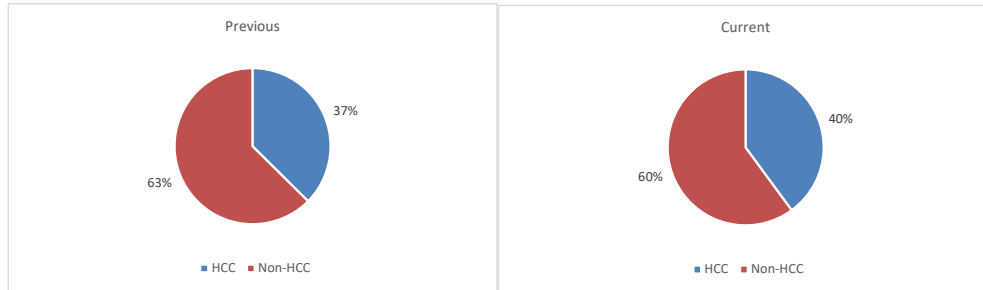 Previous
37%
63%
HCC Non-HCC
Current
40%
60%
HCC Non-HCC